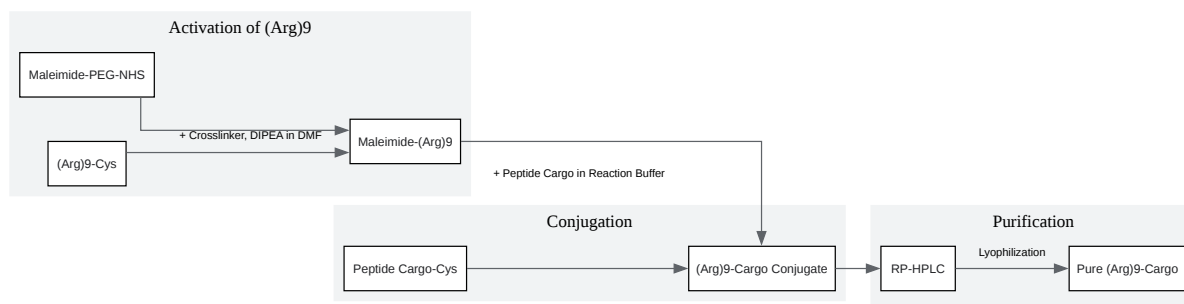 Activation of (Arg)9
Maleimide-PEG-NHS
+ Crosslinker, DIPEA in DMF
(Arg)9-Cys
Maleimide-(Arg)9
+ Peptide Cargo in Reaction Buffer
Conjugation
Peptide Cargo-Cys
(Arg)9-Cargo Conjugate
Purification
RP-HPLC
Lyophilization
Pure (Arg)9-Cargo